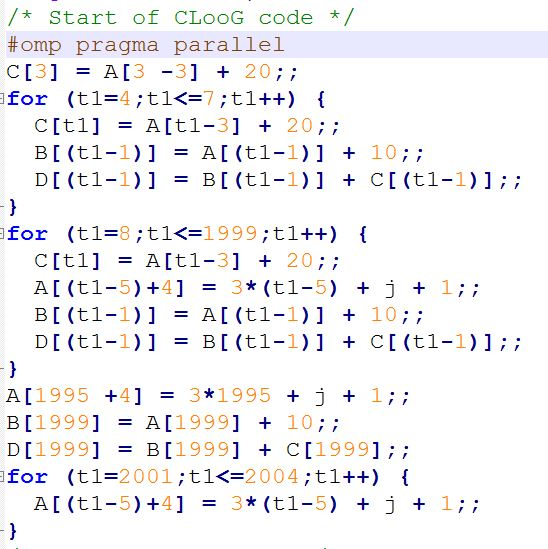 /* Start of CLooG code */
#omp pragma parallel
C[3] = A[3 -3] + 20;;
for (t1=4;t1<=7;t1++) {
C[t1] = A[t1-3] + 20;;
B[(t1-1)] = A[(t1-1)] + 10;;
D[(t1-1)] = B[(t1-1)] + C[(t1-1)];;
}
for (t1=8;t1<=1999;t1++) {
C[t1] = A[t1-3] + 20;;
A[(t1-5)+4] = 3*(t1-5) + j + 1;;
B[(t1-1)] = A[(t1-1)] + 10;;
D[(t1-1)] = B[(t1-1)] + C[(t1-1)];;
}
A[1995 +4] = 3*1995 + j + 1;;
B[1999] = A[1999] + 10;;
D[1999] = B[1999] + C[1999];;
for (t1=2001;t1<=2004;t1++) {
A[(t1-5)+4] = 3*(t1-5) + j + 1;;
}